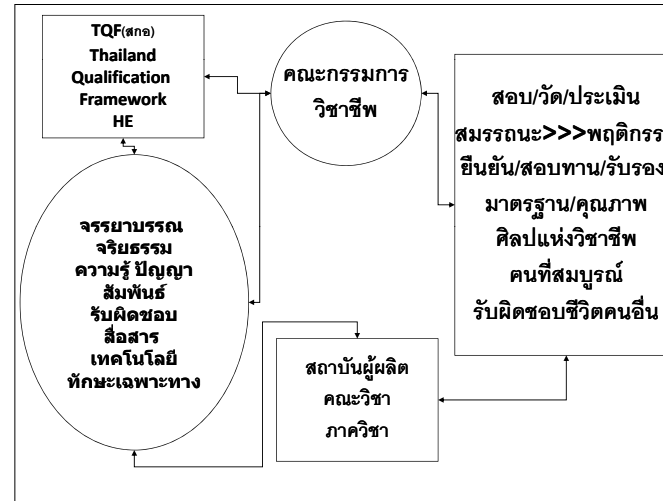 TQF(สกอ)
Thailand
Qualification
Framework
HE
คณะกรรมการ
วิชาชีพ
สอบ/วัด/ประเมิน
สมรรถนะ>>>พฤติกรร
ยืนยัน/สอบทาน/รับรอง
มาตรฐาน/คุณภาพ
ศิลปแห่งวิชาชีพ
ฅนที่สมบูรณ์
รับผิดชอบชีวิตคนอื่น
จรรยาบรรณ
จริยธรรม
ความรู้ ปัญญา
สัมพันธ์
รับผิดชอบ
สื่อสาร
เทคโนโลยี
ทักษะเฉพาะทาง
สถาบันผู้ผลิต
คณะวิชา
ภาควิชา